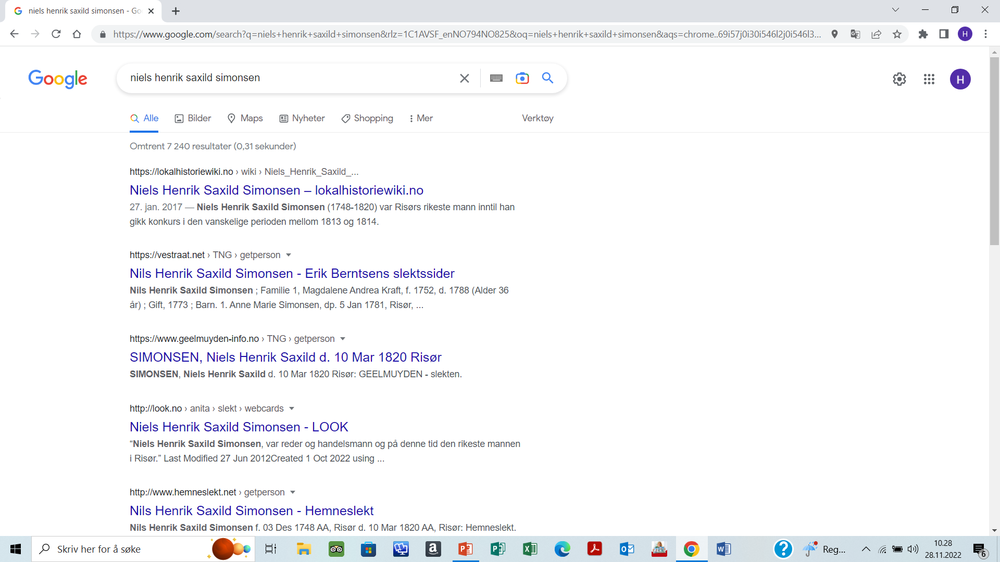 niels henrik saxild simonsen - Go
https://www.google.com/search?q=niels+henrik+saxild+simonsen&rlz=1C1AVSF_enNO794NO825&oq=niels+henrik+saxild+simonsen&aqs=chrome..69i57j0i30i546l2j0i546l3...
H
Google
niels henrik saxild simonsen
H
Alle
Bilder
Maps
Nyheter
Shopping
Mer
Verktøy
Omtrent 7 240 resultater (0,31 sekunder)
https://lokalhistoriewiki.no › wiki › Niels_Henrik_Saxild_...
Niels Henrik Saxild Simonsen – lokalhistoriewiki.no
27. jan. 2017 — Niels Henrik Saxild Simonsen (1748-1820) var Risørs rikeste mann inntil han
gikk konkurs i den vanskelige perioden mellom 1813 og 1814.
https://vestraat.net › TNG › getperson
Nils Henrik Saxild Simonsen - Erik Berntsens slektssider
Nils Henrik Saxild Simonsen ; Familie 1, Magdalene Andrea Kraft, f. 1752, d. 1788 (Alder 36
år) ; Gift, 1773 ; Barn. 1. Anne Marie Simonsen, dp. 5 Jan 1781, Risør, ...
https://www.geelmuyden-info.no › TNG › getperson
SIMONSEN, Niels Henrik Saxild d. 10 Mar 1820 Risør
SIMONSEN, Niels Henrik Saxild d. 10 Mar 1820 Risør: GEELMUYDEN - slekten.
http://look.no › anita › slekt › webcards
Niels Henrik Saxild Simonsen - LOOK
“Niels Henrik Saxild Simonsen, var reder og handelsmann og på denne tid den rikeste mannen
i Risør.” Last Modified 27 Jun 2012Created 1 Oct 2022 using ...
http://www.hemneslekt.net › getperson
Nils Henrik Saxild Simonsen - Hemneslekt
Nils Henrik Saxild Simonsen f. 03 Des 1748 AA, Risør d. 10 Mar 1820 AA, Risør: Hemneslekt.
Skriv her for å søke
Reg...
10.28
28.11.2022
6